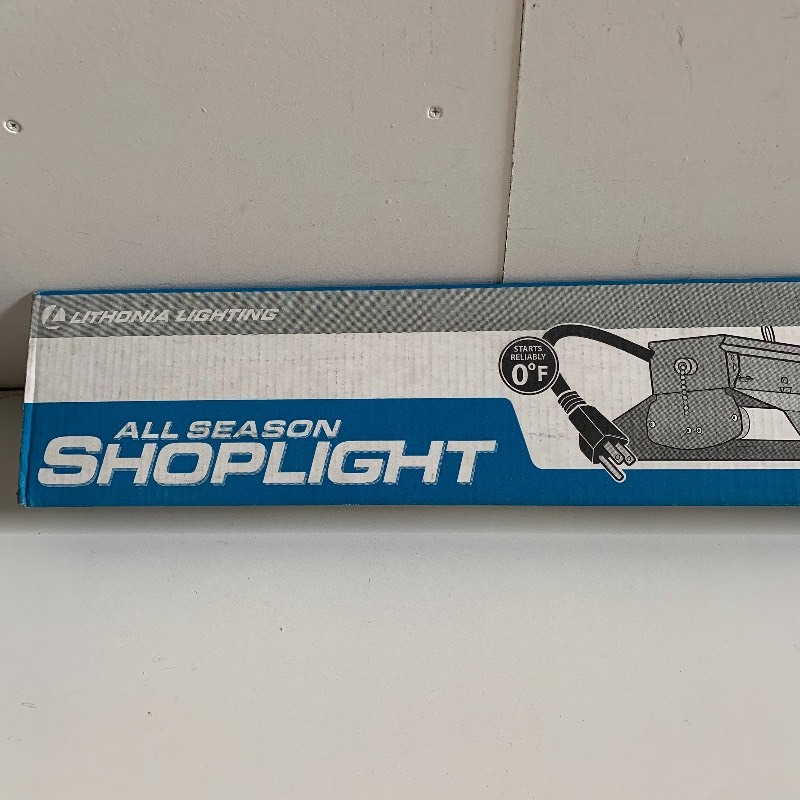 LITHONIA LIGHTING
STARTS
RELIABLY
0°F
ALL SEASON
SHOPLIGHT